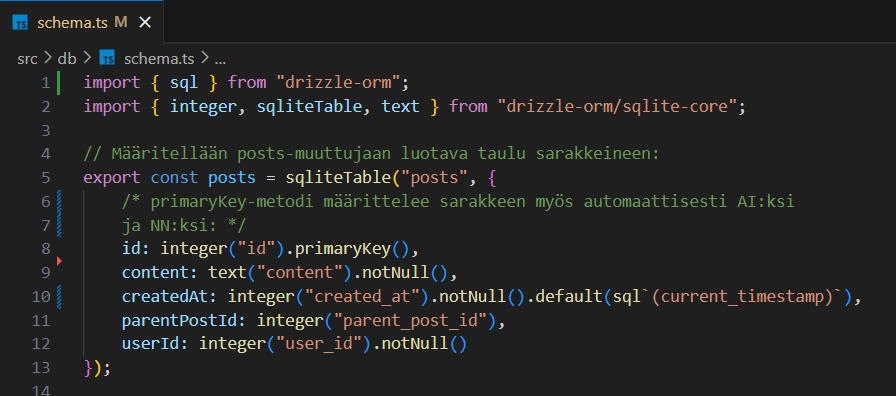 TS schema.ts M ×
src > db > TS schema.ts > ...
1 import { sql } from "drizzle-orm";
2 import { integer, sqliteTable, text } from "drizzle-orm/sqlite-core";
3
4 // Määritellään posts-muuttujaan luotava taulu sarakkeineen:
5 export const posts = sqliteTable("posts", {
6 /* primaryKey-metodi määrittelee sarakkeen myös automaattisesti AI:ksi
7 ja NN:ksi: */
8 id: integer("id").primaryKey(),
9 content: text("content").notNull(),
10 createdAt: integer("created_at").notNull().default(sql`(current_timestamp)`),
11 parentPostId: integer("parent_post_id"),
12 userId: integer("user_id").notNull()
13 });
14